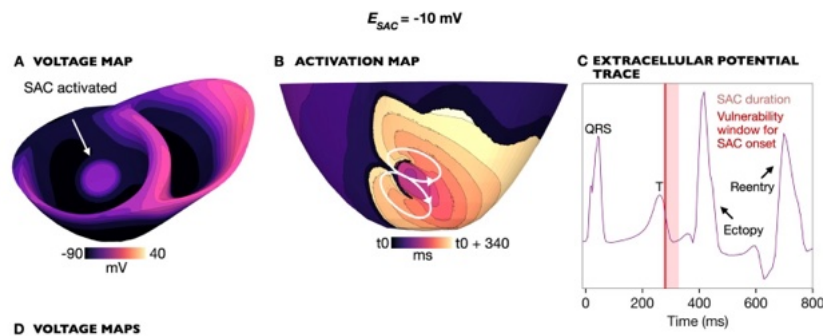 E_SAC = -10 mV
A VOLTAGE MAP
SAC activated
-90 40
mV
B ACTIVATION MAP
t0 t0 + 340
ms
C EXTRACELLULAR POTENTIAL
TRACE
SAC duration
Vulnerability
window for
SAC onset
QRS
T
Reentry
Ectopy
0 200 400 600 800
Time (ms)
D VOLTAGE MAPS